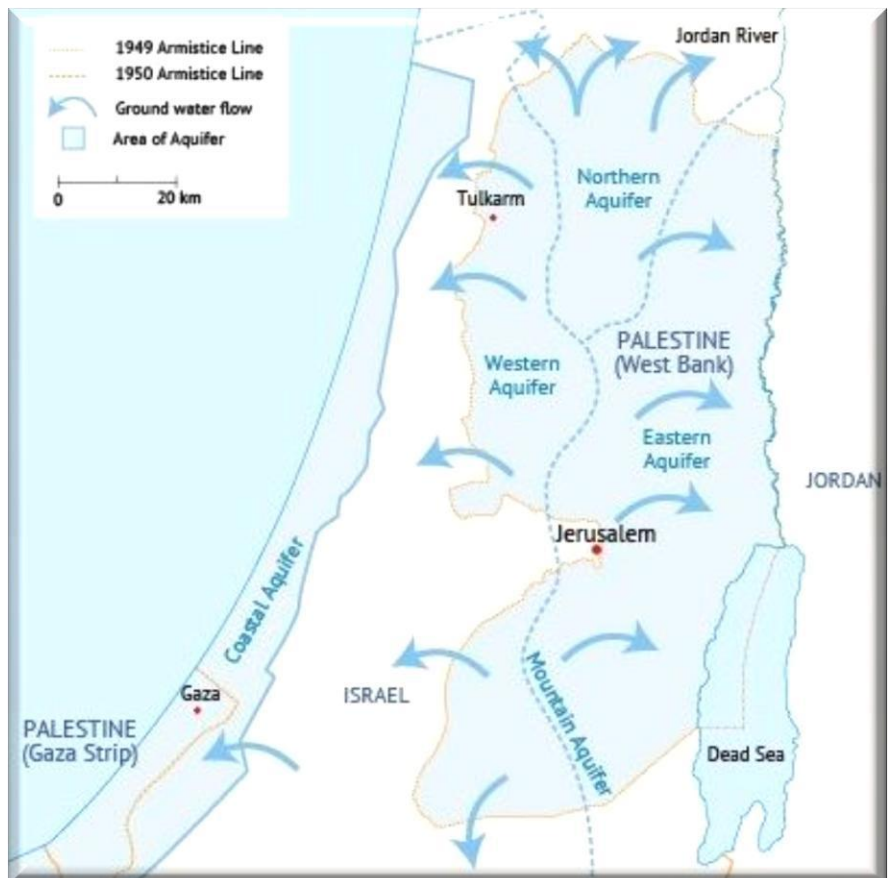 1949 Armistice Line
1950 Armistice Line
Ground water flow
Area of Aquifer
0 20 km
Jordan River
Northern
Aquifer
Tulkarm
PALESTINE
(West Bank)
Western
Aquifer
Eastern
Aquifer
JORDAN
Jerusalem
Coastal Aquifer
Mountain Aquifer
Gaza
ISRAEL
PALESTINE
(Gaza Strip)
Dead Sea